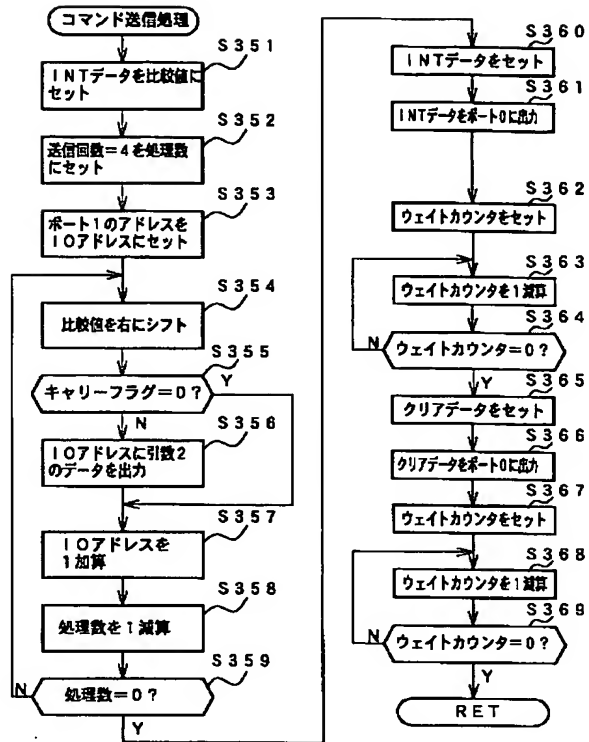 コマンド送信処理
S351
INTデータを比較値に
セット
S352
送信回数=4を処理数
にセット
S353
ポート1のアドレスを
IOアドレスにセット
S354
比較値を右にシフト
S355
キャリーフラグ=0?
Y
N
S356
IOアドレスに引数2
のデータを出力
S357
IOアドレスを
1加算
S358
処理数を1減算
S359
N
処理数=0?
Y
S360
INTデータをセット
S361
INTデータをポート0に出力
S362
ウェイトカウンタをセット
S363
ウェイトカウンタを1減算
S364
N
ウェイトカウンタ=0?
Y
S365
クリアデータをセット
S366
クリアデータをポート0に出力
S367
ウェイトカウンタをセット
S368
ウェイトカウンタを1減算
S369
N
ウェイトカウンタ=0?
Y
RET